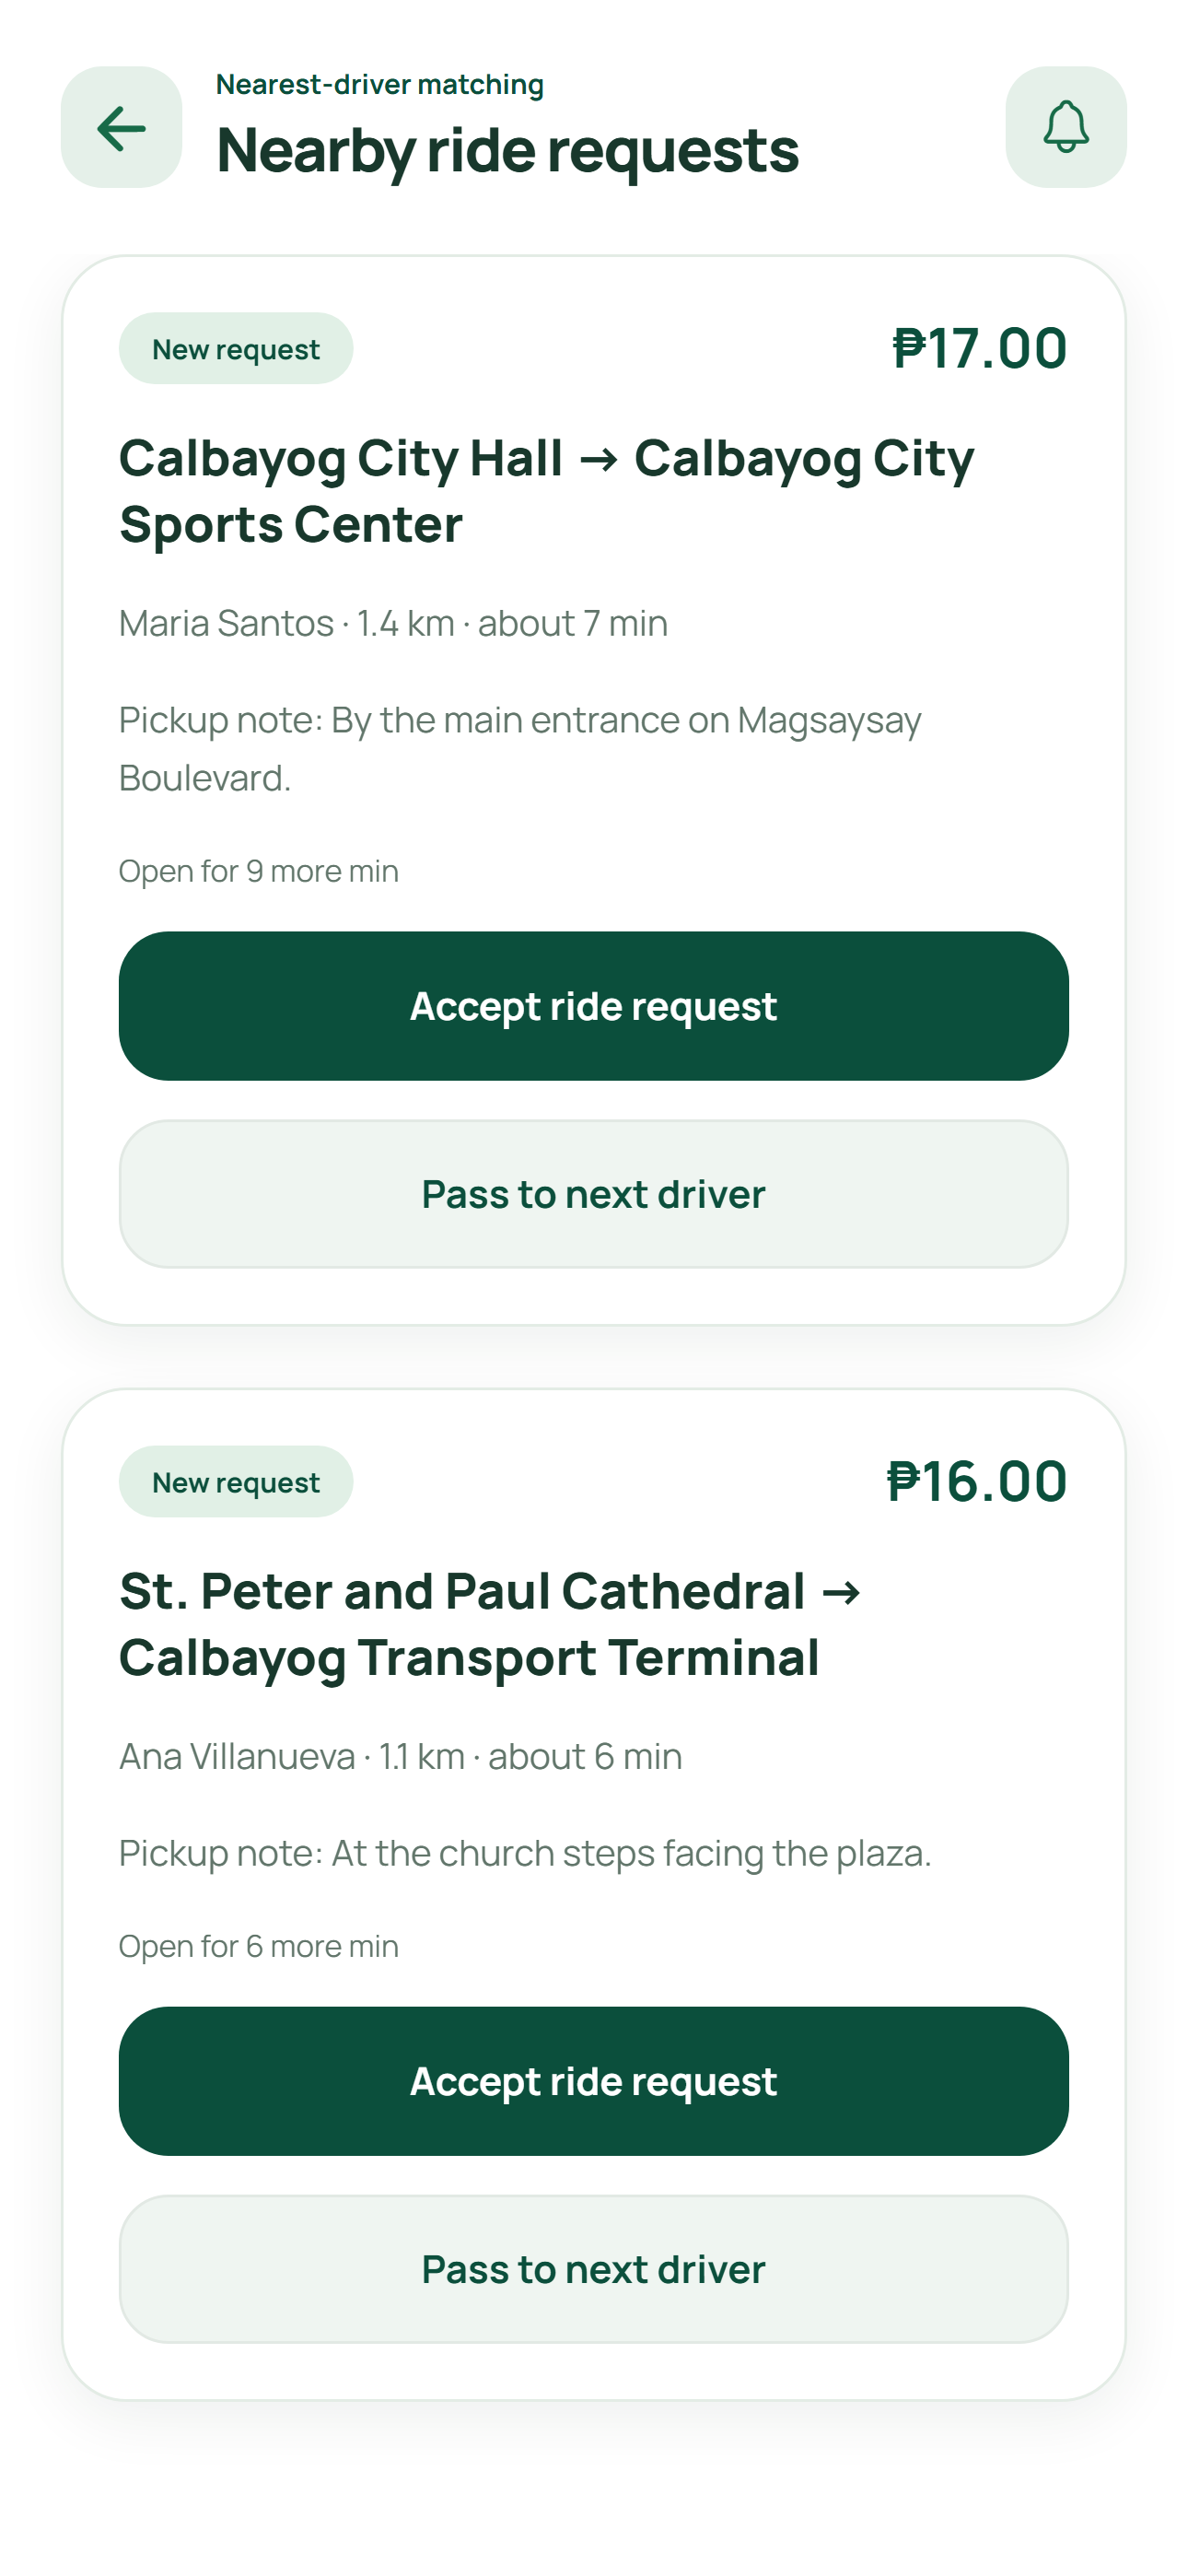 Nearest-driver matching
Nearby ride requests
New request
₱17.00
Calbayog City Hall → Calbayog City
Sports Center
Maria Santos · 1.4 km · about 7 min
Pickup note: By the main entrance on Magsaysay
Boulevard.
Open for 9 more min
Accept ride request
Pass to next driver
New request
₱16.00
St. Peter and Paul Cathedral →
Calbayog Transport Terminal
Ana Villanueva · 1.1 km · about 6 min
Pickup note: At the church steps facing the plaza.
Open for 6 more min
Accept ride request
Pass to next driver